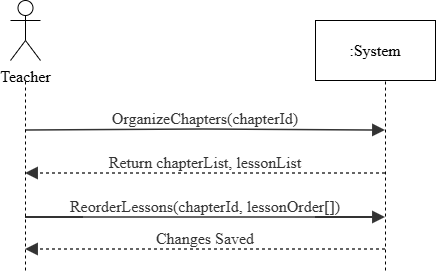 :System
Teacher
OrganizeChapters(chapterId)
Return chapterList, lessonList
ReorderLessons(chapterId, lessonOrder[])
Changes Saved